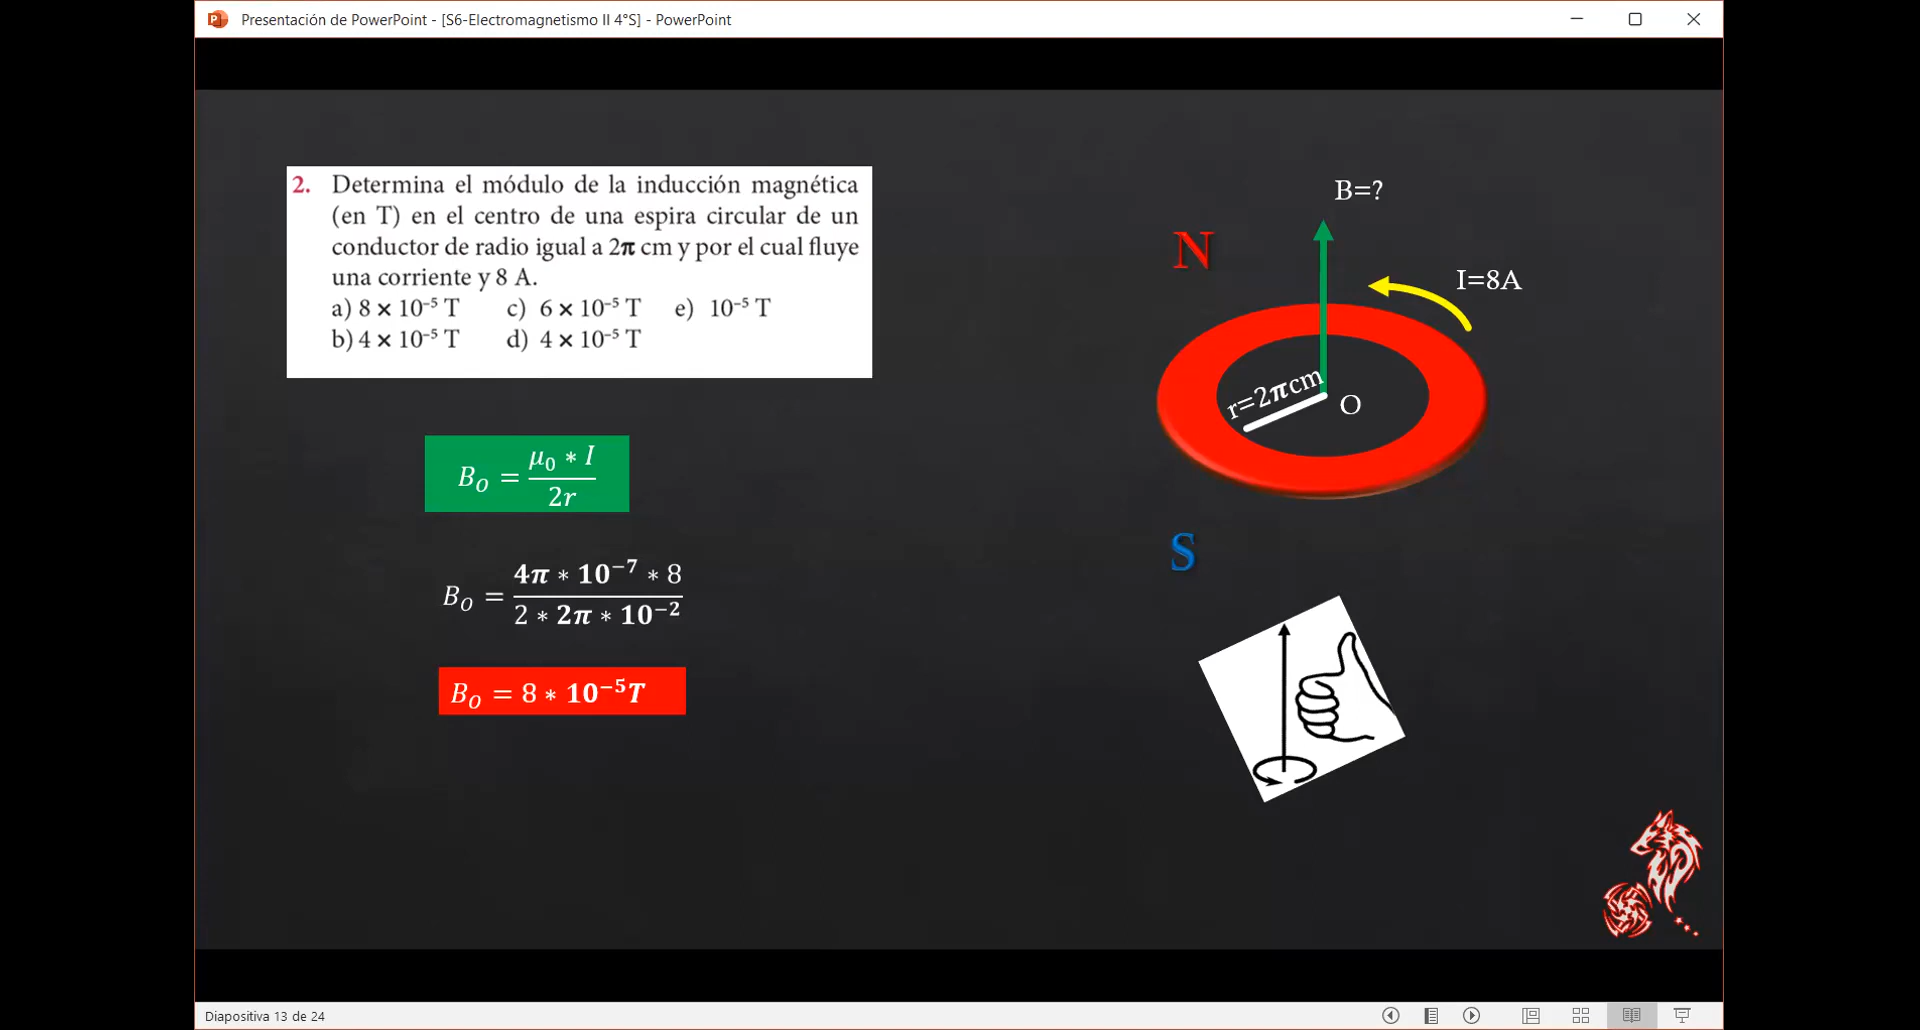 Presentación de PowerPoint - [S6-Electromagnetismo II 4°S] - PowerPoint
2. Determina el módulo de la inducción magnética
(en T) en el centro de una espira circular de un
conductor de radio igual a 2π cm y por el cual fluye
una corriente y 8 A.
a) 8 × 10⁻⁵ T c) 6 × 10⁻⁵ T e) 10⁻⁵ T
b) 4 × 10⁻⁵ T d) 4 × 10⁻⁵ T
B_O = (μ₀ ∗ I) / (2r)
B_O = (4π ∗ 10⁻⁷ ∗ 8) / (2 ∗ 2π ∗ 10⁻²)
B_O = 8 ∗ 10⁻⁵T
B=?
N
I=8A
r=2πcm
O
S
Diapositiva 13 de 24